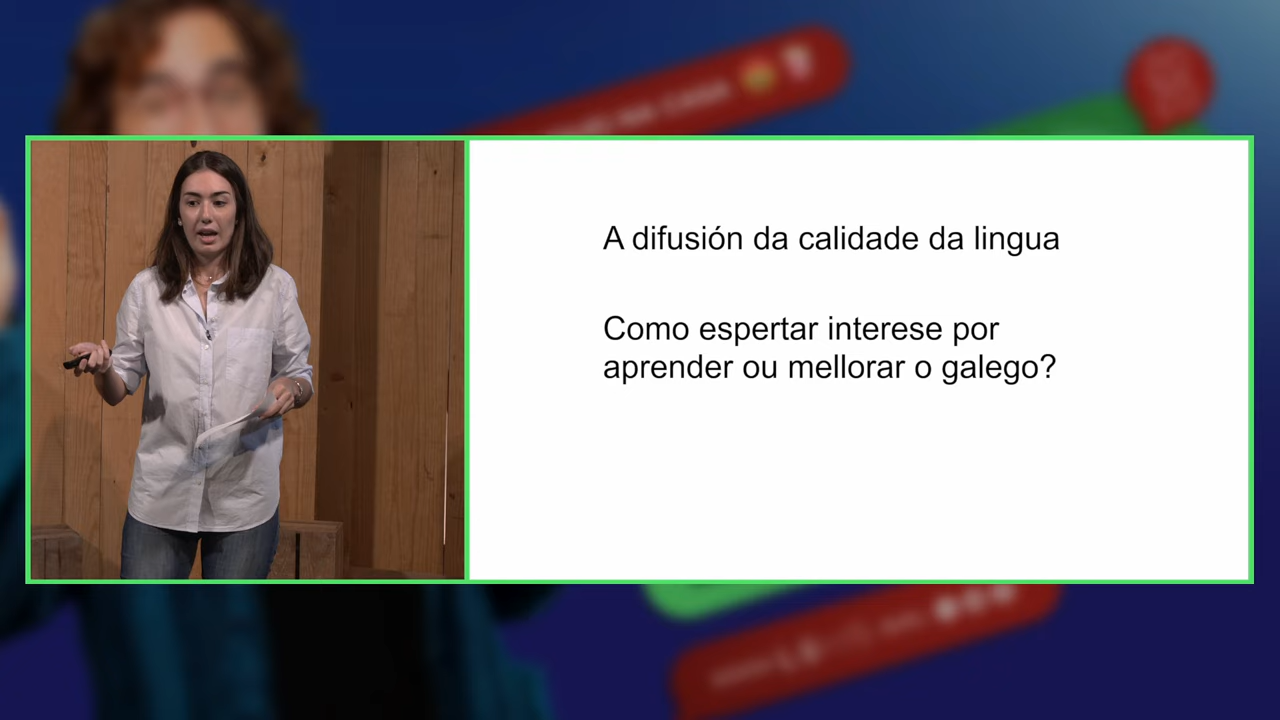 A difusión da calidade da lingua
Como espertar interese por
aprender ou mellorar o galego?